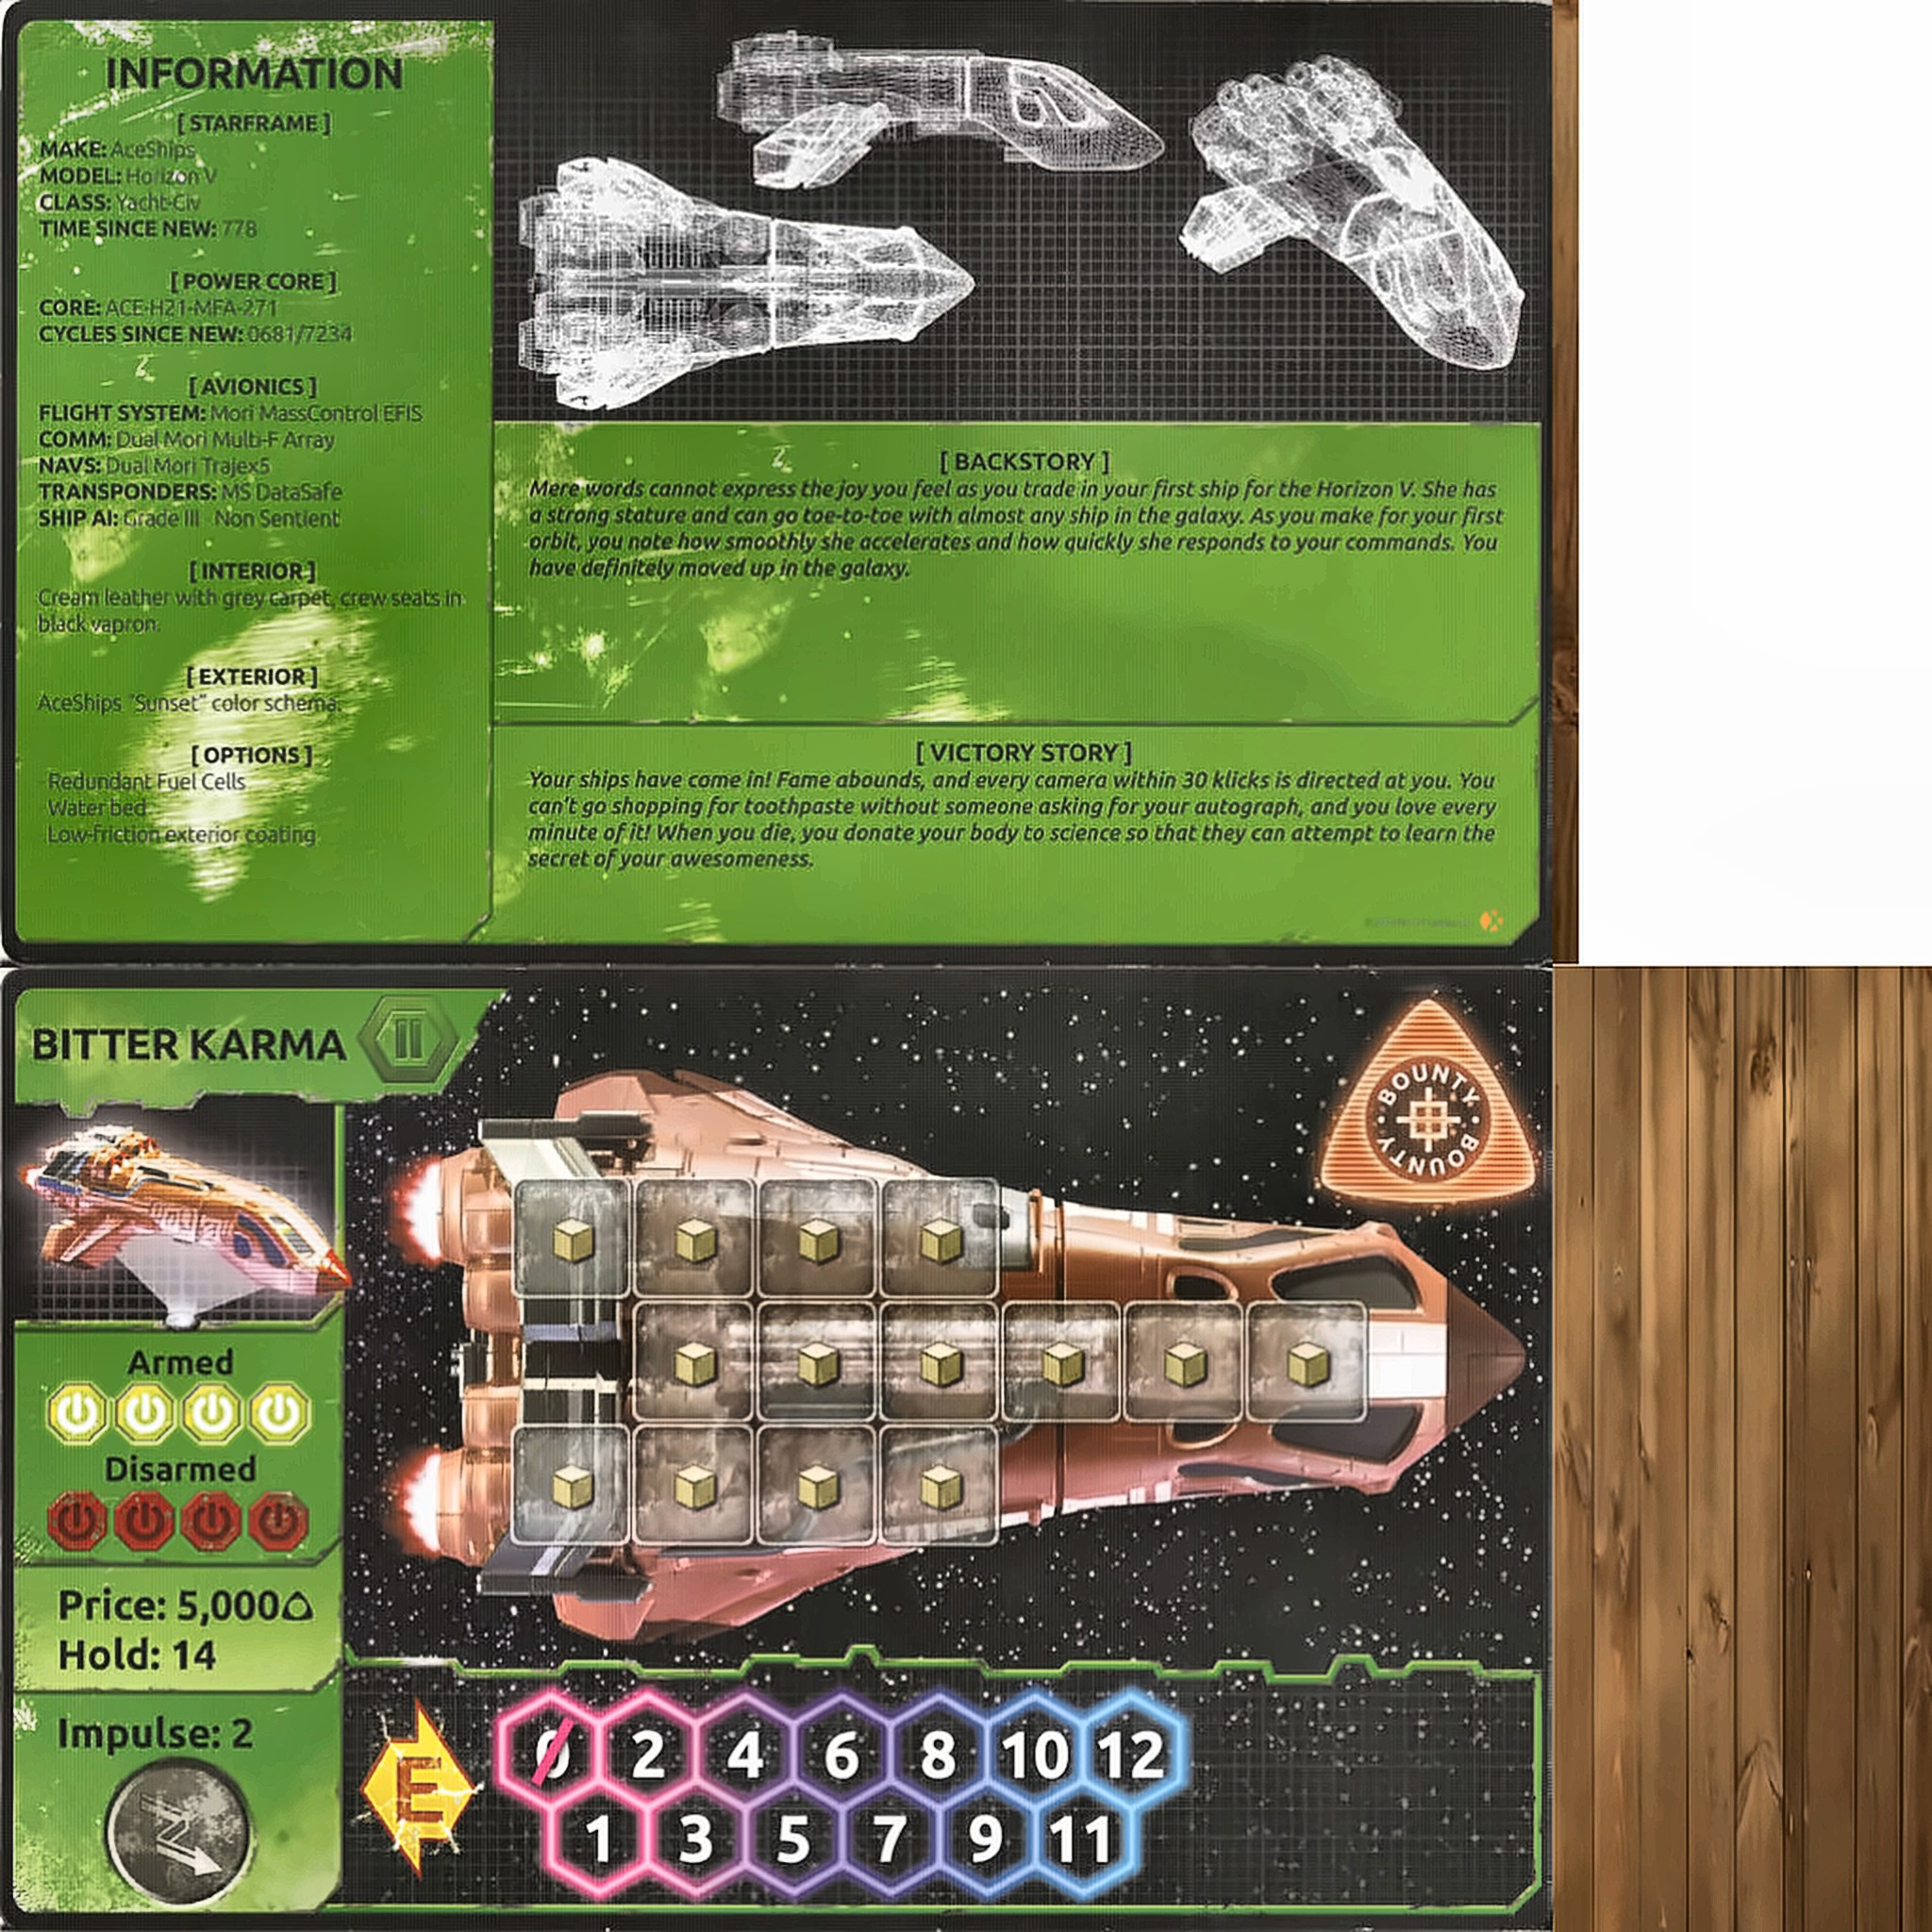 INFORMATION
[ STARFRAME ]
MAKE: AceShips
MODEL: Horizon V
CLASS: Yacht-Civ
TIME SINCE NEW: 778
[ POWER CORE ]
CORE: ACE-H21-MFA-271
CYCLES SINCE NEW: 0681/7234
[ AVIONICS ]
FLIGHT SYSTEM: Mori MassControl EFIS
COMM: Dual Mori Multi-F Array
NAVS: Dual Mori Trajex5
TRANSPONDERS: MS DataSafe
SHIP AI: Grade III - Non Sentient
[ INTERIOR ]
Cream leather with grey carpet, crew seats in
black vapron.
[ EXTERIOR ]
AceShips "Sunset" color schema.
[ OPTIONS ]
-Redundant Fuel Cells
-Water bed
-Low-friction exterior coating
[ BACKSTORY ]
Mere words cannot express the joy you feel as you trade in your first ship for the Horizon V. She has
a strong stature and can go toe-to-toe with almost any ship in the galaxy. As you make for your first
orbit, you note how smoothly she accelerates and how quickly she responds to your commands. You
have definitely moved up in the galaxy.
[ VICTORY STORY ]
Your ships have come in! Fame abounds, and every camera within 30 klicks is directed at you. You
can't go shopping for toothpaste without someone asking for your autograph, and you love every
minute of it! When you die, you donate your body to science so that they can attempt to learn the
secret of your awesomeness.
BITTER KARMA II
BOUNTY
BOUNTY
Armed
Disarmed
Price: 5,000
Hold: 14
Impulse: 2
N
E
0 2 4 6 8 10 12
1 3 5 7 9 11